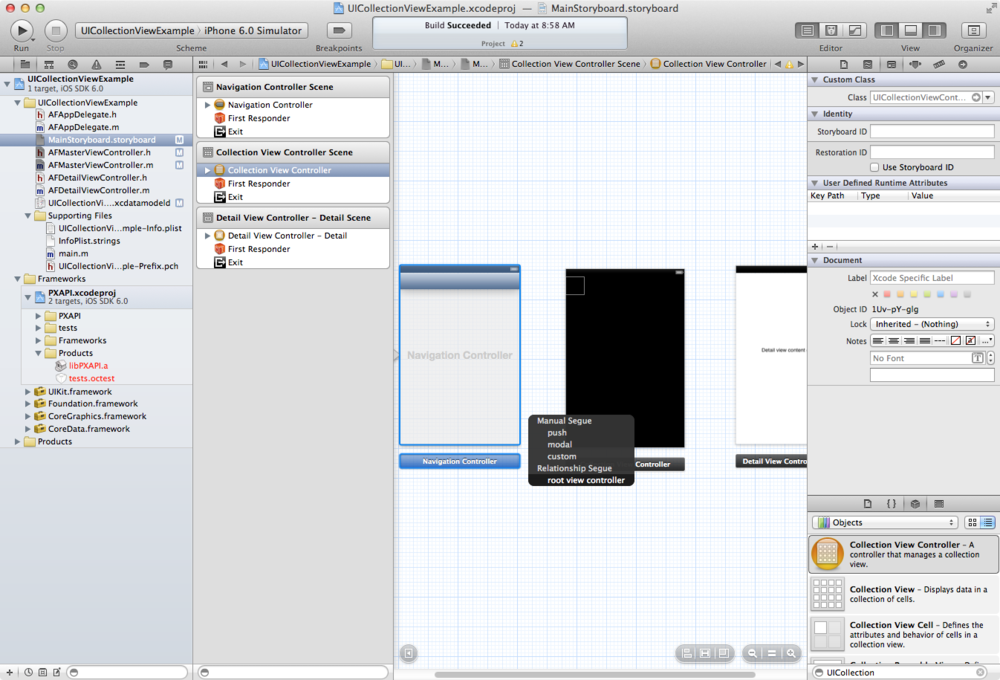 UICollectionViewExample.xcodeproj — MainStoryboard.storyboard
Run
Stop
UICollectionViewExample
iPhone 6.0 Simulator
Scheme
Breakpoints
Build Succeeded | Today at 8:58 AM
Project 2
Editor
View
Organizer
UICollectionViewExample
UI...
M...
M...
Collection View Controller Scene
Collection View Controller
UICollectionViewExample
1 target, iOS SDK 6.0
UICollectionViewExample
AFAppDelegate.h
AFAppDelegate.m
MainStoryboard.storyboard M
AFMasterViewController.h M
AFMasterViewController.m M
AFDetailViewController.h
AFDetailViewController.m
UICollectionVi....xcdatamodeld M
Supporting Files
UICollectionVi...mple-Info.plist
InfoPlist.strings
main.m
UICollectionVi...ple-Prefix.pch
Frameworks
PXAPI.xcodeproj
2 targets, iOS SDK 6.0
PXAPI
tests
Frameworks
Products
libPXAPI.a
tests.octest
UIKit.framework
Foundation.framework
CoreGraphics.framework
CoreData.framework
Products
Navigation Controller Scene
Navigation Controller
First Responder
Exit
Collection View Controller Scene
Collection View Controller
First Responder
Exit
Detail View Controller – Detail Scene
Detail View Controller – Detail
First Responder
Exit
Navigation Controller
Navigation Controller
Manual Segue
push
modal
custom
Relationship Segue
root view controller
Controller
Detail view content
Detail View Contro
Custom Class
Class UICollectionViewCont...
Identity
Storyboard ID
Restoration ID
Use Storyboard ID
User Defined Runtime Attributes
Key Path Type Value
Document
Label Xcode Specific Label
Object ID 1Uv-pY-glg
Lock Inherited - (Nothing)
Notes
No Font
Objects
Collection View Controller – A
controller that manages a collection
view.
Collection View – Displays data in a
collection of cells.
Collection View Cell – Defines the
attributes and behavior of cells in a
collection view.
UICollection